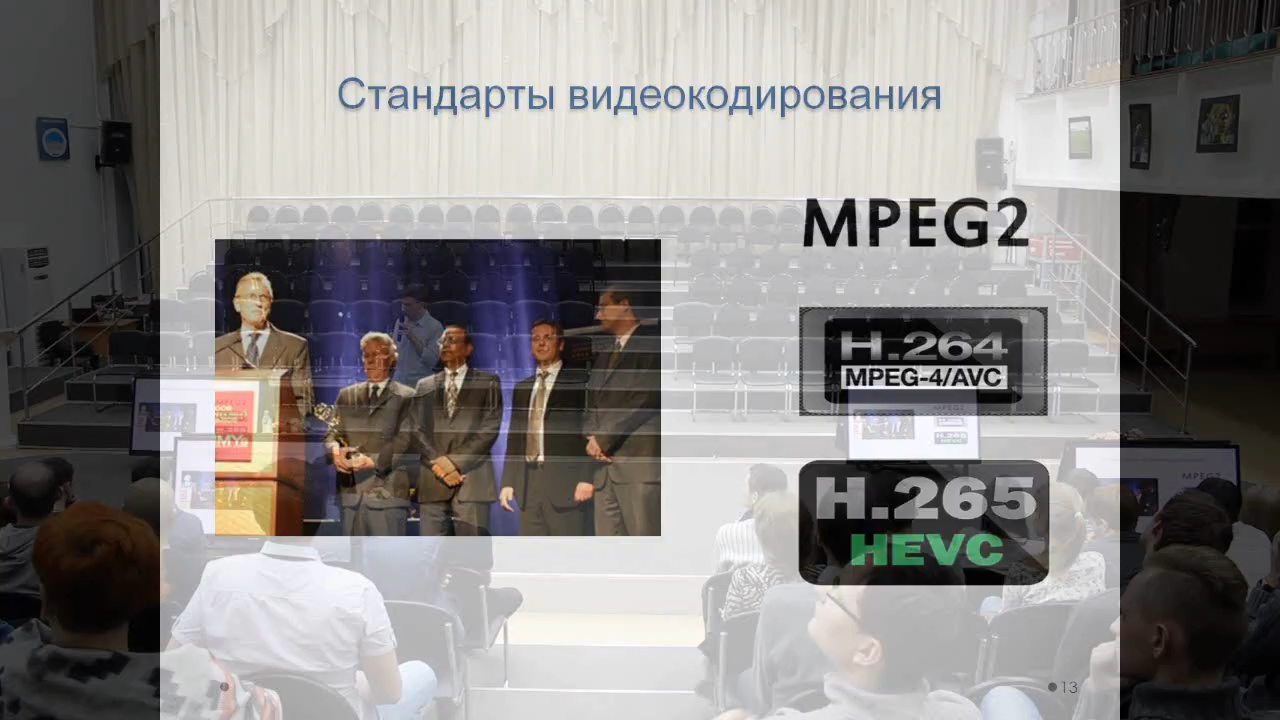 Стандарты видеокодирования
MPEG2
H.264
MPEG-4/AVC
H.265
HEVC
13